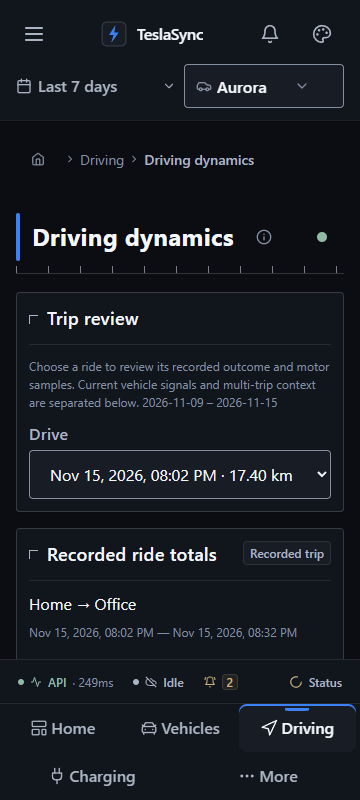 TeslaSync
Last 7 days
Aurora
Driving
Driving dynamics
Driving dynamics
Trip review
Choose a ride to review its recorded outcome and motor
samples. Current vehicle signals and multi-trip context
are separated below. 2026-11-09 – 2026-11-15
Drive
Nov 15, 2026, 08:02 PM · 17.40 km
Recorded ride totals
Recorded trip
Home → Office
Nov 15, 2026, 08:02 PM — Nov 15, 2026, 08:32 PM
API · 249ms
Idle
2
Status
Home
Vehicles
Driving
Charging
More